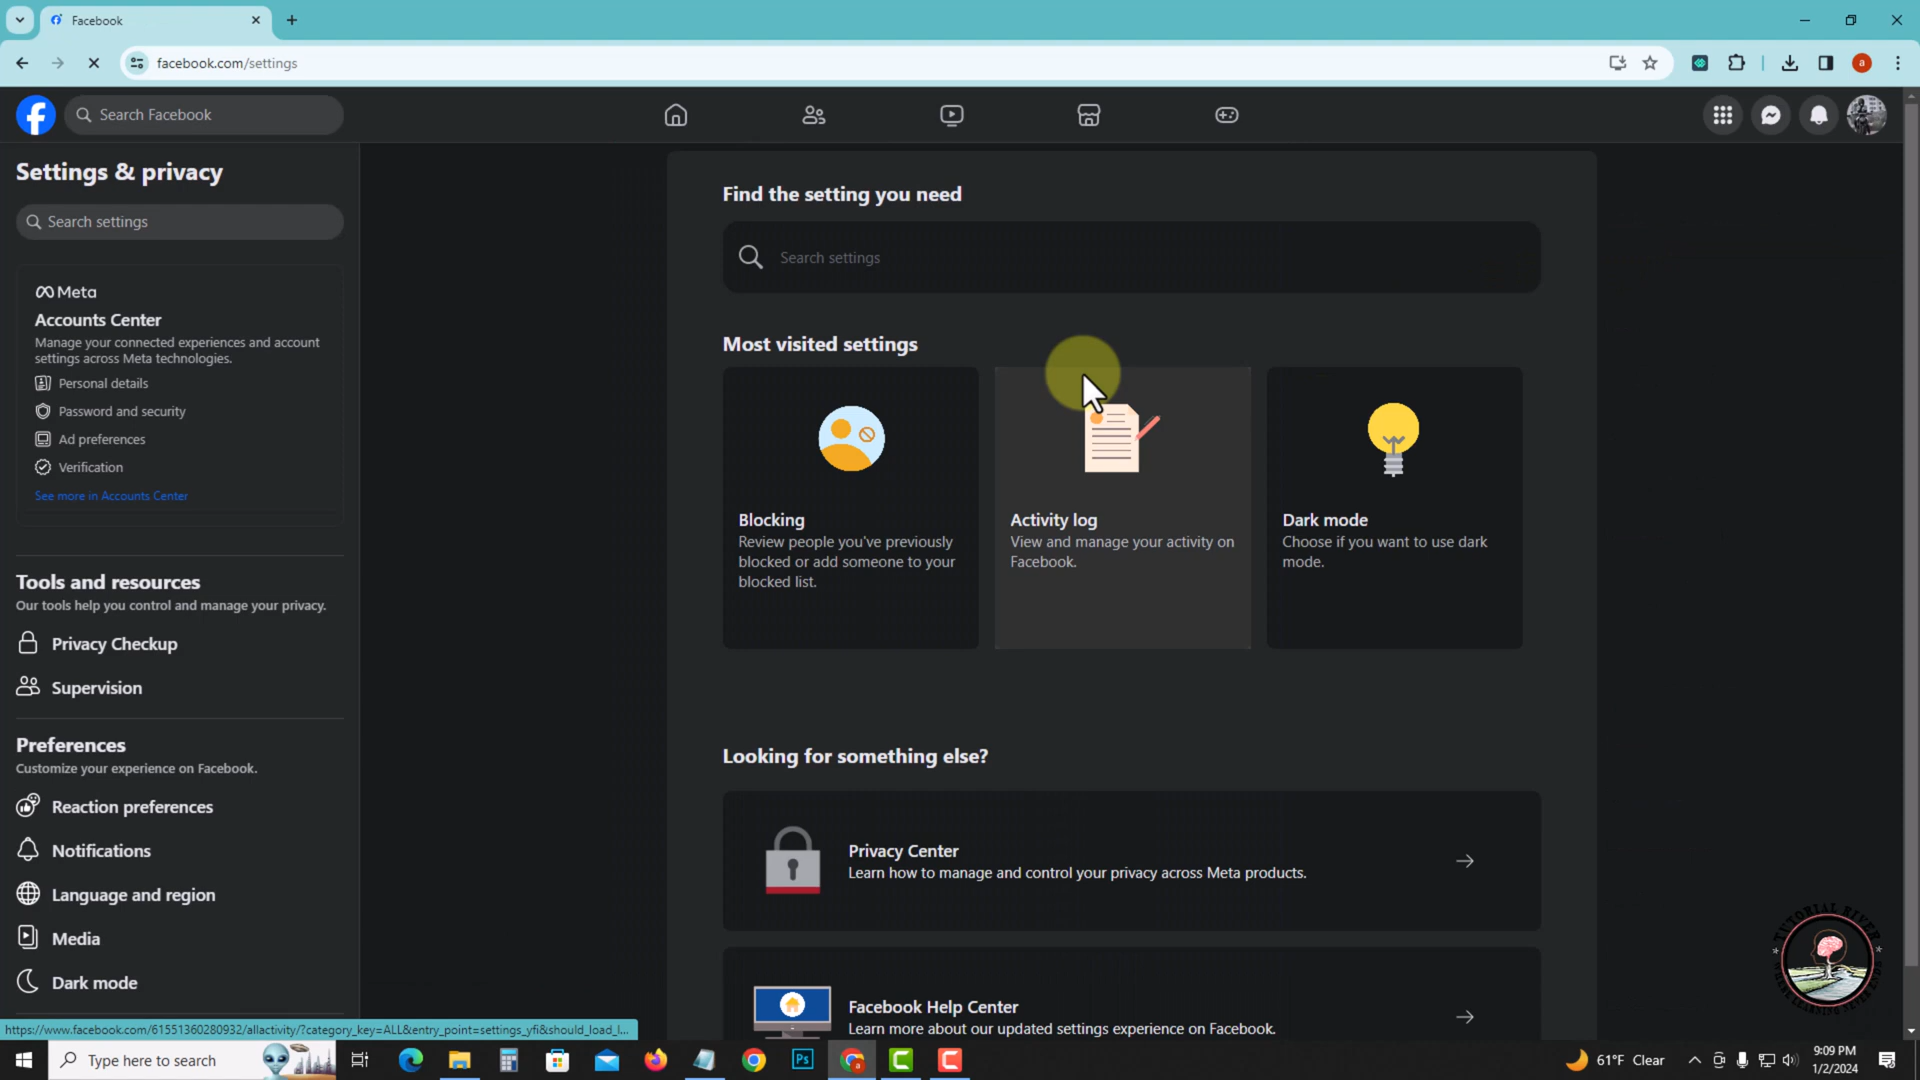 Facebook
facebook.com/settings
a
Search Facebook
Settings & privacy
Search settings
Meta
Accounts Center
Manage your connected experiences and account
settings across Meta technologies.
Personal details
Password and security
Ad preferences
Verification
See more in Accounts Center
Tools and resources
Our tools help you control and manage your privacy.
Privacy Checkup
Supervision
Preferences
Customize your experience on Facebook.
Reaction preferences
Notifications
Language and region
Media
Dark mode
Find the setting you need
Search settings
Most visited settings
Blocking
Review people you've previously
blocked or add someone to your
blocked list.
Activity log
View and manage your activity on
Facebook.
Dark mode
Choose if you want to use dark
mode.
Looking for something else?
Privacy Center
Learn how to manage and control your privacy across Meta products.
Facebook Help Center
Learn more about our updated settings experience on Facebook.
TUTORIAL RIVER
https://www.facebook.com/61551360280932/allactivity/?category_key=ALL&entry_point=settings_yfi&should_load_l...
Type here to search
Ps
a
61°F Clear
9:09 PM
1/2/2024